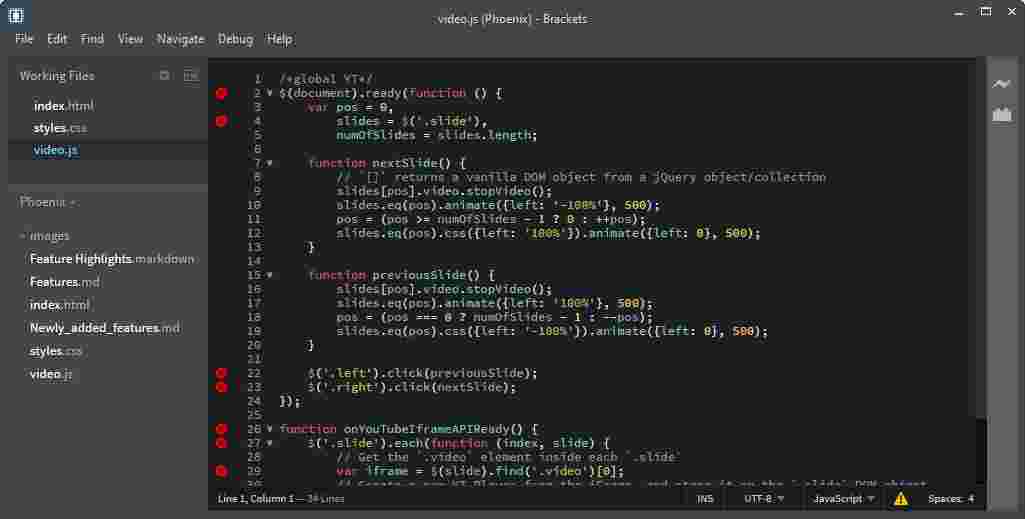 video.js (Phoenix) - Brackets
File Edit Find View Navigate Debug Help
Working Files
index.html
styles.css
video.js
Phoenix
images
Feature Highlights.markdown
Features.md
index.html
Newly_added_features.md
styles.css
video.js
1 /*global YT*/
2 $(document).ready(function () {
3 var pos = 0,
4 slides = $('.slide'),
5 numOfSlides = slides.length;
6
7 function nextSlide() {
8 // `[]` returns a vanilla DOM object from a jQuery object/collection
9 slides[pos].video.stopVideo();
10 slides.eq(pos).animate({left: '-100%'}, 500);
11 pos = (pos >= numOfSlides - 1 ? 0 : ++pos);
12 slides.eq(pos).css({left: '100%'}).animate({left: 0}, 500);
13 }
14
15 function previousSlide() {
16 slides[pos].video.stopVideo();
17 slides.eq(pos).animate({left: '100%'}, 500);
18 pos = (pos === 0 ? numOfSlides - 1 : --pos);
19 slides.eq(pos).css({left: '-100%'}).animate({left: 0}, 500);
20 }
21
22 $('.left').click(previousSlide);
23 $('.right').click(nextSlide);
24 });
25
26 function onYouTubeIframeAPIReady() {
27 $('.slide').each(function (index, slide) {
28 // Get the `.video` element inside each `.slide`
29 var iframe = $(slide).find('.video')[0];
30
Line 1, Column 1 — 34 Lines
INS UTF-8 JavaScript Spaces: 4